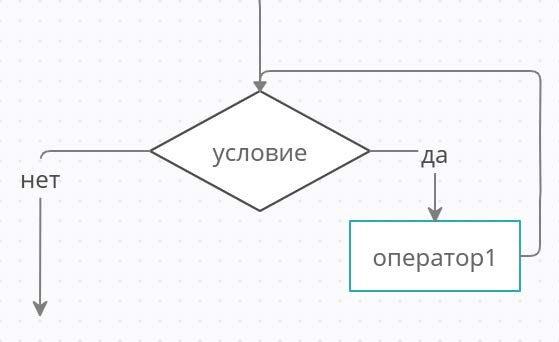 условие
да
нет
оператор1